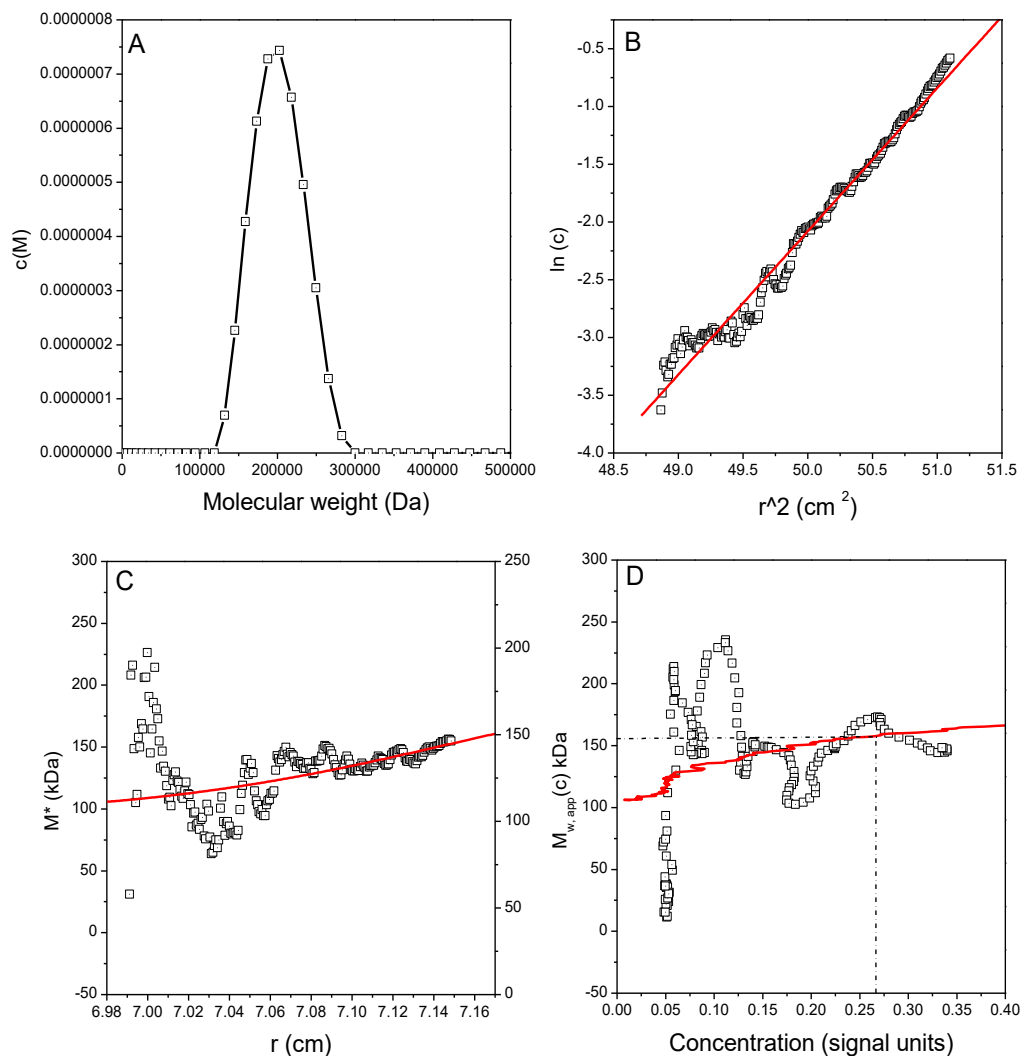 A
0.0000008
0.0000007
0.0000006
0.0000005
0.0000004
0.0000003
0.0000002
0.0000001
0.0000000
c(M)
0 100000 200000 300000 400000 500000
Molecular weight (Da)
B
-0.5
-1.0
-1.5
-2.0
-2.5
-3.0
-3.5
-4.0
ln (c)
48.5 49.0 49.5 50.0 50.5 51.0 51.5
r^2 (cm ²)
C
300
250
200
150
100
50
0
-50
M* (kDa)
250
200
150
100
50
0
6.98 7.00 7.02 7.04 7.06 7.08 7.10 7.12 7.14 7.16
r (cm)
D
300
250
200
150
100
50
0
-50
M w, app (c) kDa
0.00 0.05 0.10 0.15 0.20 0.25 0.30 0.35 0.40
Concentration (signal units)